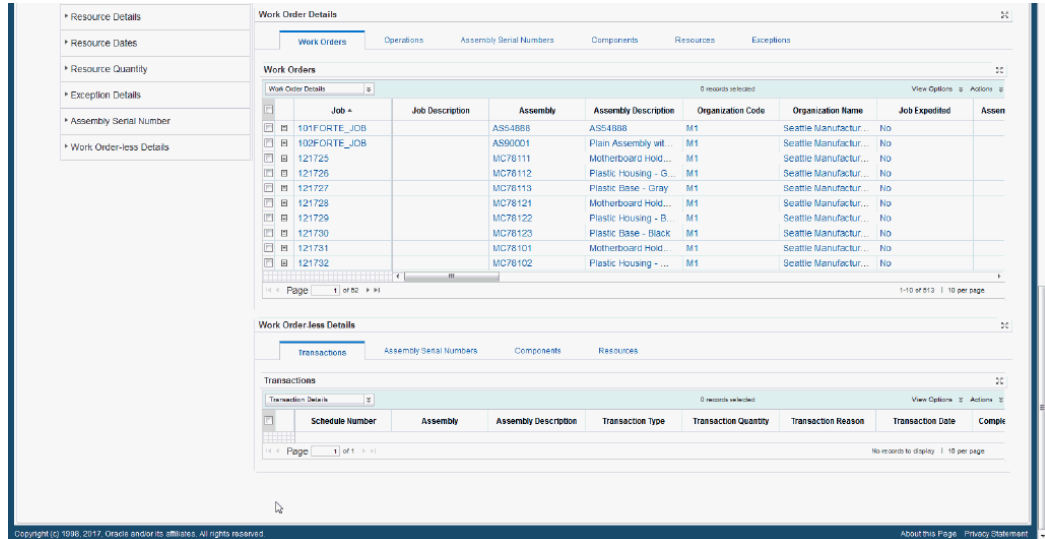 Resource Details
Resource Dates
Resource Quantity
Exception Details
Assembly Serial Number
Work Order-less Details
Work Order Details
Work Orders Operations Assembly Serial Numbers Components Resources Exceptions
Work Orders
Work Order Details 0 records selected View Options Actions
Job Job Description Assembly Assembly Description Organization Code Organization Name Job Expedited Assem
101FORTE_JOB AS54888 AS54888 M1 Seattle Manufactur... No
102FORTE_JOB AS90001 Plain Assembly wit... M1 Seattle Manufactur... No
121725 MC78111 Motherboard Hold... M1 Seattle Manufactur... No
121726 MC78112 Plastic Housing - G... M1 Seattle Manufactur... No
121727 MC78113 Plastic Base - Gray M1 Seattle Manufactur... No
121728 MC78121 Motherboard Hold... M1 Seattle Manufactur... No
121729 MC78122 Plastic Housing - B... M1 Seattle Manufactur... No
121730 MC78123 Plastic Base - Black M1 Seattle Manufactur... No
121731 MC78101 Motherboard Hold... M1 Seattle Manufactur... No
121732 MC78102 Plastic Housing - ... M1 Seattle Manufactur... No
Page 1 of 52 1-10 of 513 | 10 per page
Work Order-less Details
Transactions Assembly Serial Numbers Components Resources
Transactions
Transaction Details 0 records selected View Options Actions
Schedule Number Assembly Assembly Description Transaction Type Transaction Quantity Transaction Reason Transaction Date Comple
Page 1 of 1 No records to display | 10 per page
Copyright (c) 1998, 2017, Oracle and/or its affiliates. All rights reserved. About this Page Privacy Statement